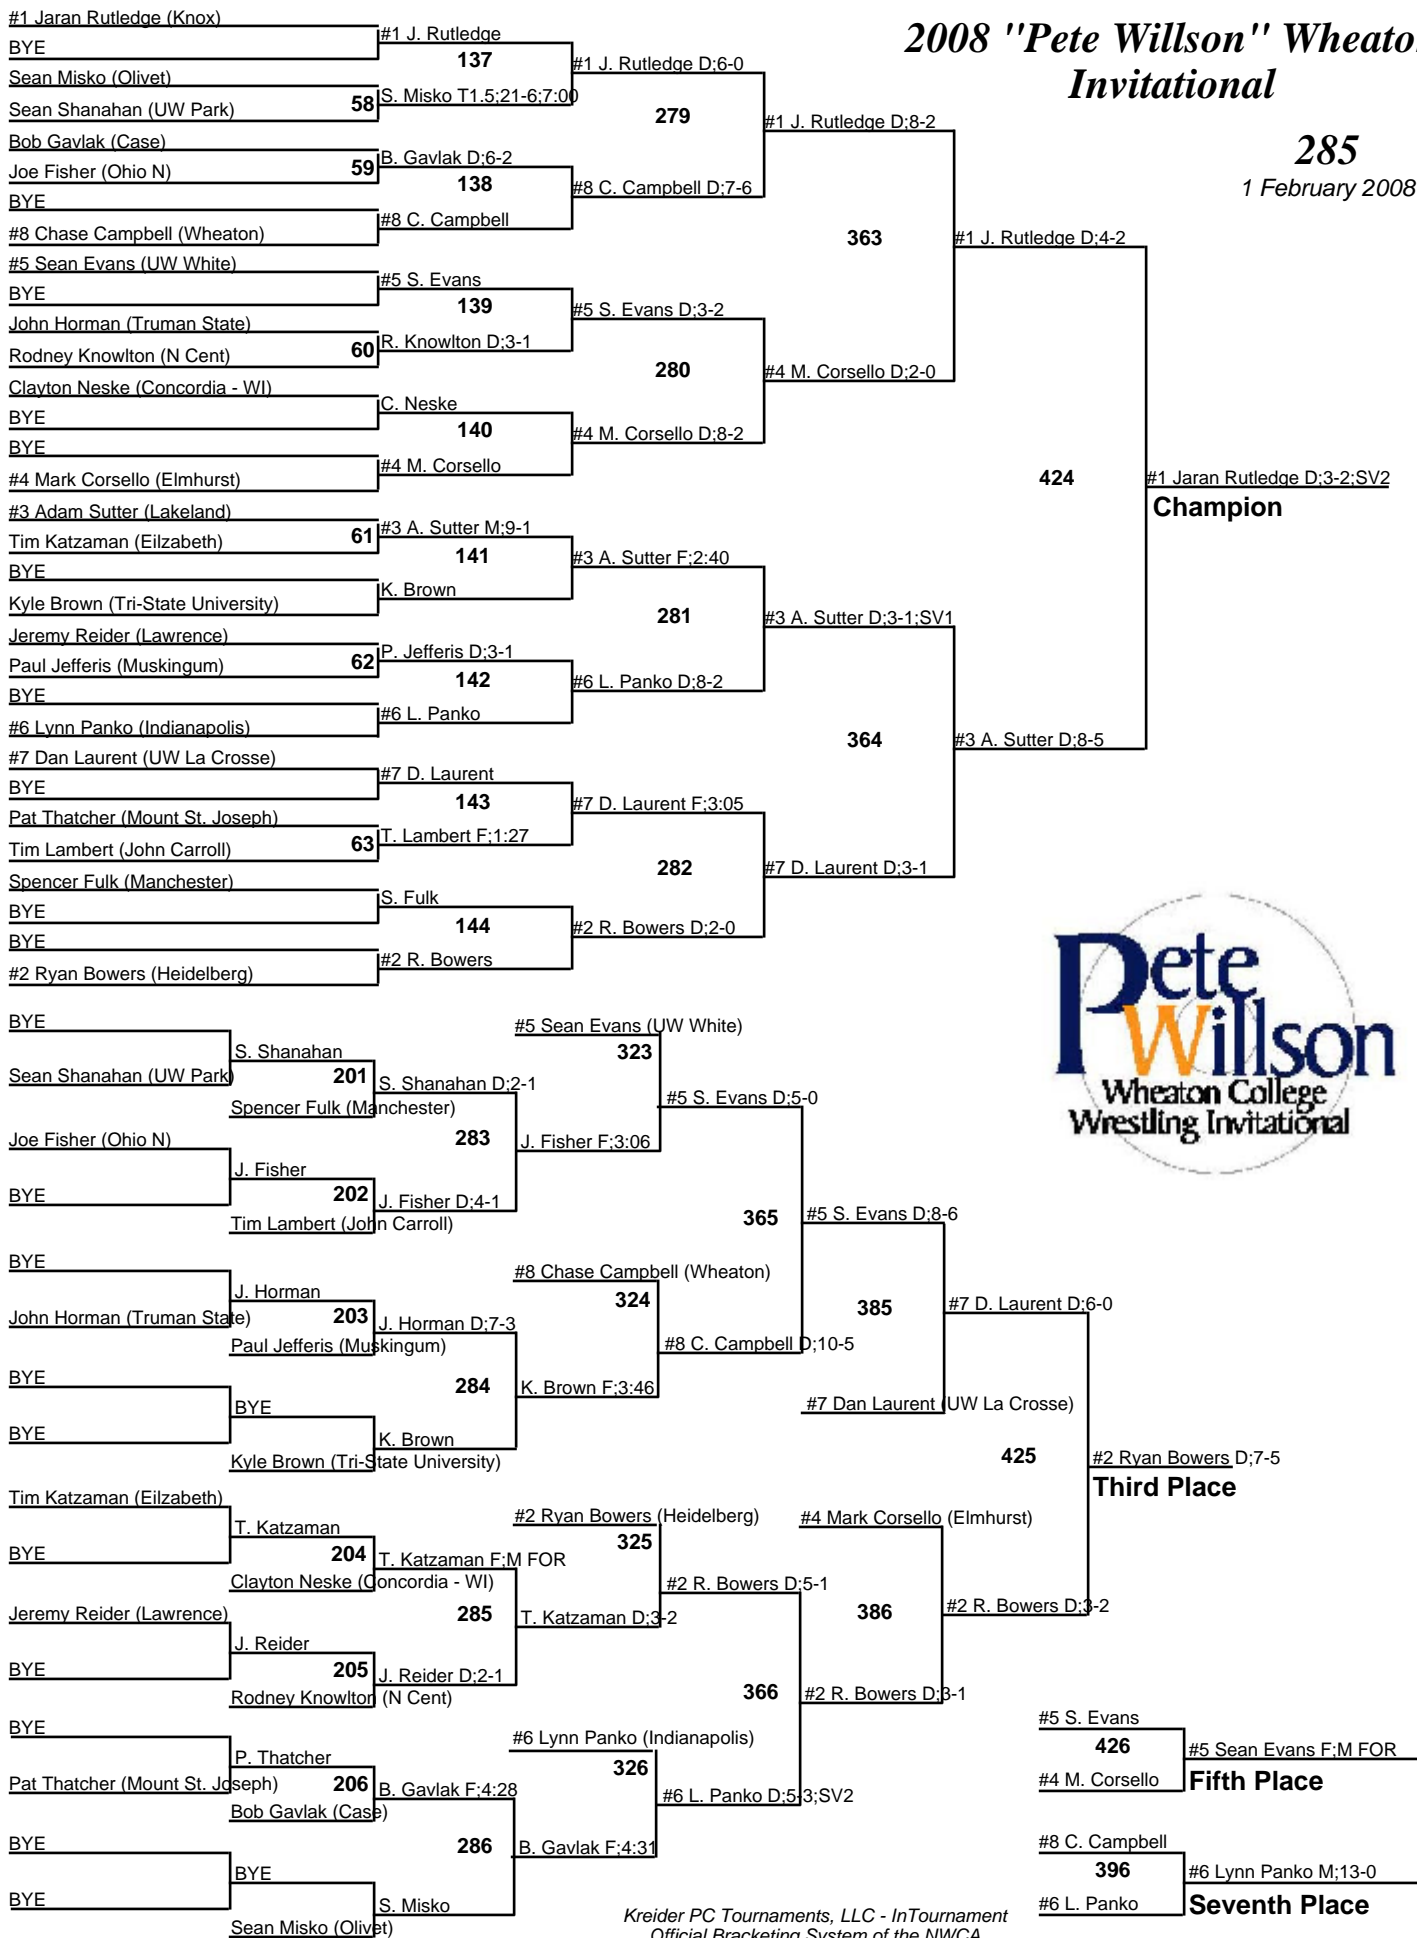 2008 "Pete Willson" Wheato
Invitational
285
1 February 2008
#1 Jaran Rutledge (Knox)
BYE
Sean Misko (Olivet)
Sean Shanahan (UW Park)
58
Bob Gavlak (Case)
Joe Fisher (Ohio N)
59
BYE
#8 Chase Campbell (Wheaton)
#5 Sean Evans (UW White)
BYE
John Horman (Truman State)
Rodney Knowlton (N Cent)
60
Clayton Neske (Concordia - WI)
BYE
BYE
#4 Mark Corsello (Elmhurst)
#3 Adam Sutter (Lakeland)
Tim Katzaman (Eilzabeth)
61
BYE
Kyle Brown (Tri-State University)
Jeremy Reider (Lawrence)
Paul Jefferis (Muskingum)
62
BYE
#6 Lynn Panko (Indianapolis)
#7 Dan Laurent (UW La Crosse)
BYE
Pat Thatcher (Mount St. Joseph)
Tim Lambert (John Carroll)
63
Spencer Fulk (Manchester)
BYE
BYE
#2 Ryan Bowers (Heidelberg)
#1 J. Rutledge
137
S. Misko T1.5;21-6;7:00
B. Gavlak D;6-2
138
#8 C. Campbell
#5 S. Evans
139
R. Knowlton D;3-1
C. Neske
140
#4 M. Corsello
#3 A. Sutter M;9-1
141
K. Brown
P. Jefferis D;3-1
142
#6 L. Panko
#7 D. Laurent
143
T. Lambert F;1:27
S. Fulk
144
#2 R. Bowers
#1 J. Rutledge D;6-0
279
#8 C. Campbell D;7-6
#5 S. Evans D;3-2
280
#4 M. Corsello D;8-2
#3 A. Sutter F;2:40
281
#6 L. Panko D;8-2
#7 D. Laurent F;3:05
282
#2 R. Bowers D;2-0
#1 J. Rutledge D;8-2
363
#4 M. Corsello D;2-0
#3 A. Sutter D;3-1;SV1
364
#7 D. Laurent D;3-1
#1 J. Rutledge D;4-2
424
#3 A. Sutter D;8-5
#1 Jaran Rutledge D;3-2;SV2
Champion
Pete
Willson
Wheaton College
Wrestling Invitational
BYE
Sean Shanahan (UW Park)
Joe Fisher (Ohio N)
BYE
BYE
John Horman (Truman State)
BYE
BYE
Tim Katzaman (Eilzabeth)
BYE
Jeremy Reider (Lawrence)
BYE
BYE
Pat Thatcher (Mount St. Joseph)
BYE
BYE
S. Shanahan
201
Spencer Fulk (Manchester)
J. Fisher
202
Tim Lambert (John Carroll)
J. Horman
203
Paul Jefferis (Muskingum)
BYE
Kyle Brown (Tri-State University)
T. Katzaman
204
Clayton Neske (Concordia - WI)
J. Reider
205
Rodney Knowlton (N Cent)
P. Thatcher
206
Bob Gavlak (Case)
BYE
Sean Misko (Olivet)
S. Shanahan D;2-1
283
J. Fisher D;4-1
J. Horman D;7-3
284
K. Brown
T. Katzaman F;M FOR
285
J. Reider D;2-1
B. Gavlak F;4:28
286
S. Misko
#5 Sean Evans (UW White)
323
J. Fisher F;3:06
#8 Chase Campbell (Wheaton)
324
K. Brown F;3:46
#2 Ryan Bowers (Heidelberg)
325
T. Katzaman D;3-2
#6 Lynn Panko (Indianapolis)
326
B. Gavlak F;4:31
#5 S. Evans D;5-0
365
#8 C. Campbell D;10-5
#2 R. Bowers D;5-1
366
#6 L. Panko D;5-3;SV2
#5 S. Evans D;8-6
385
#7 Dan Laurent (UW La Crosse)
#4 Mark Corsello (Elmhurst)
386
#2 R. Bowers D;3-1
#7 D. Laurent D;6-0
425
#2 R. Bowers D;3-2
#2 Ryan Bowers D;7-5
Third Place
#5 S. Evans
426
#4 M. Corsello
#5 Sean Evans F;M FOR
Fifth Place
#8 C. Campbell
396
#6 L. Panko
#6 Lynn Panko M;13-0
Seventh Place
Kreider PC Tournaments, LLC - InTournament
Official Bracketing System of the NWCA